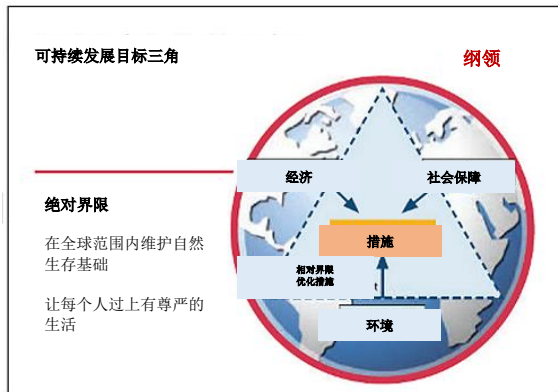 可持续发展目标三角
纲领
经济
社会保障
绝对界限
措施
在全球范围内维护自然
生存基础
相对界限
优化措施
t
让每个人过上有尊严的
生活
环境